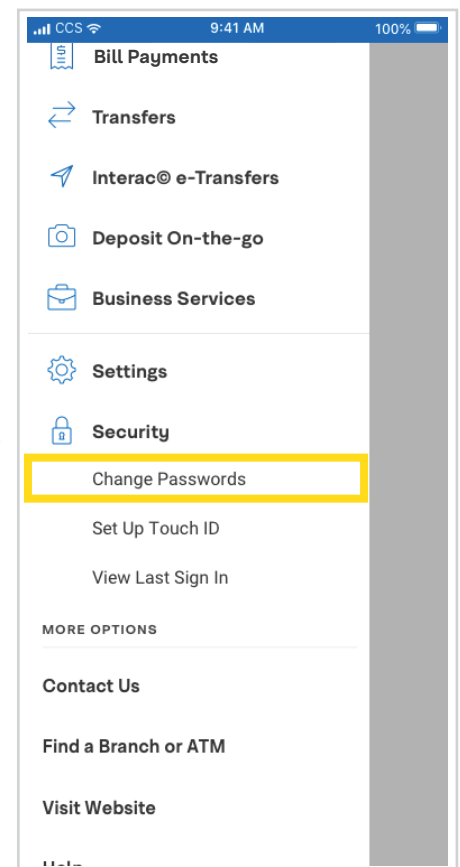 CCS 9:41 AM 100%
Bill Payments
Transfers
Interac© e-Transfers
Deposit On-the-go
Business Services
Settings
Security
Change Passwords
Set Up Touch ID
View Last Sign In
MORE OPTIONS
Contact Us
Find a Branch or ATM
Visit Website
Help